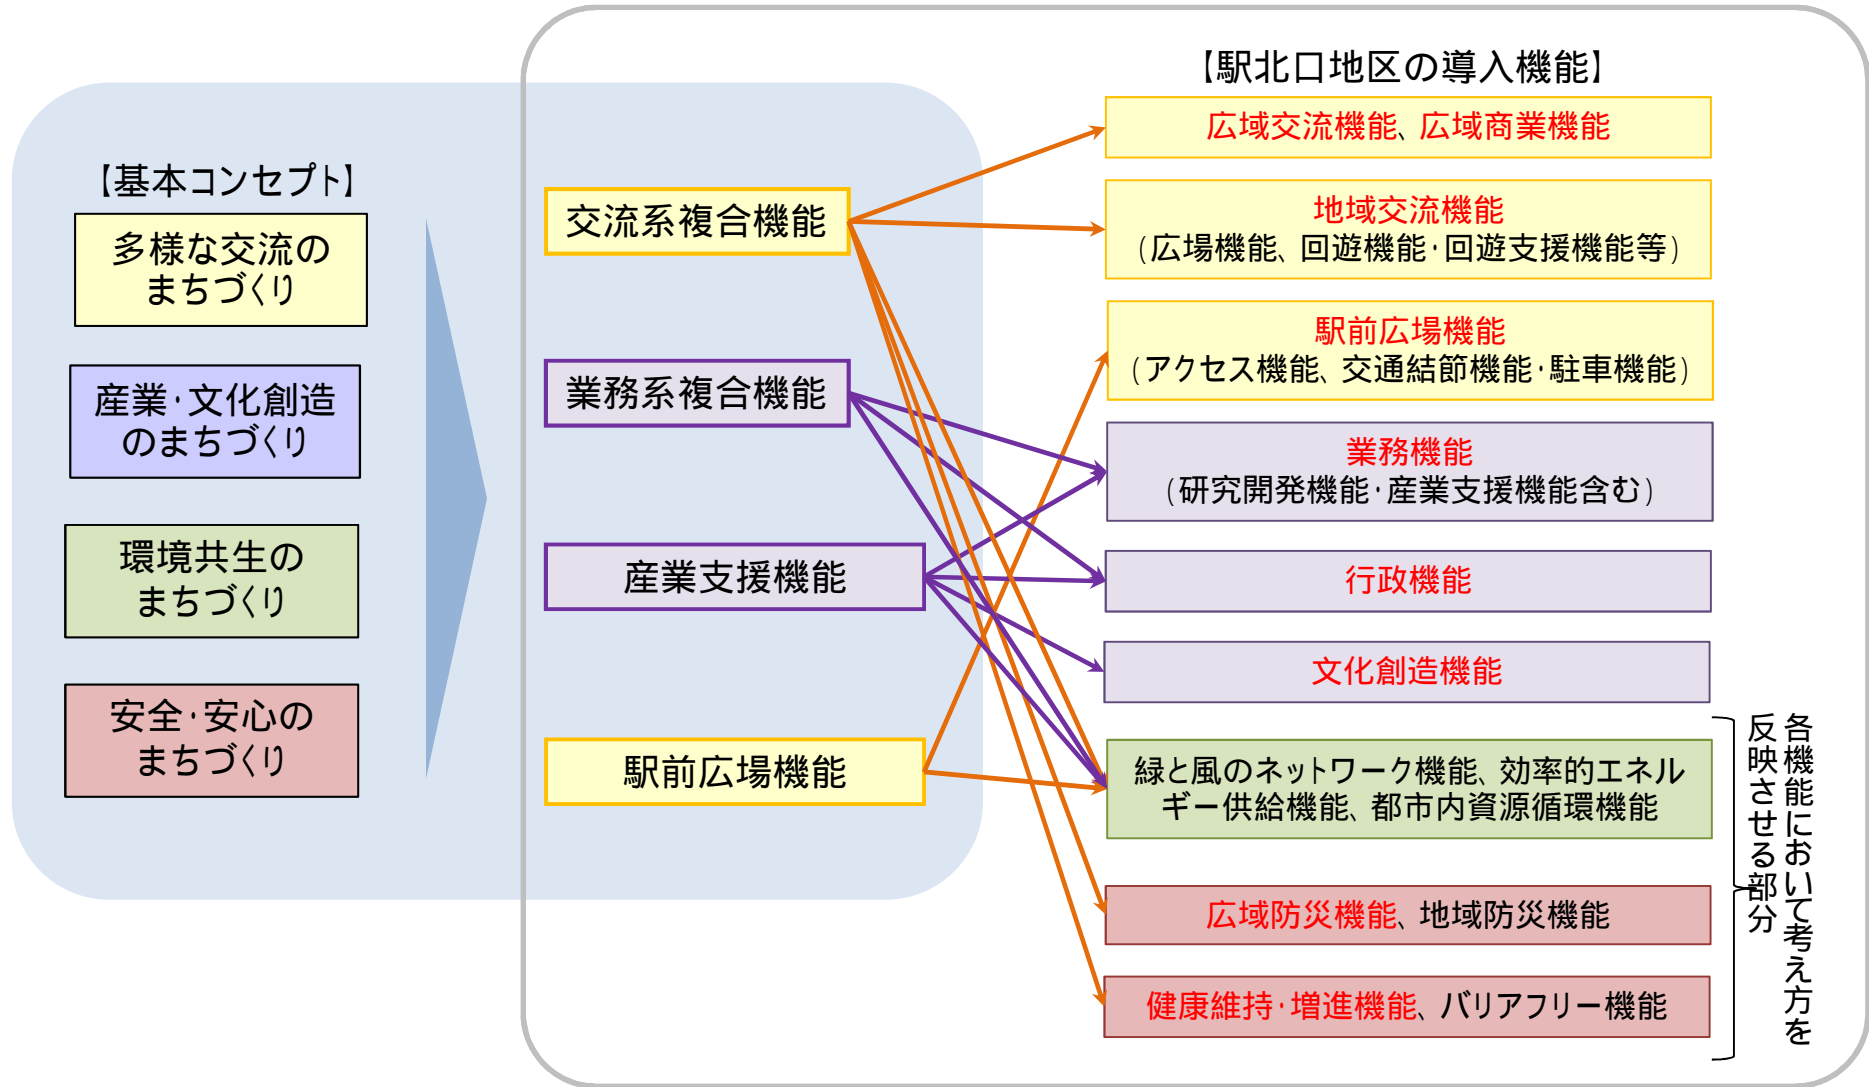 【基本コンセプト】
多様な交流の
まちづくり
産業・文化創造
のまちづくり
環境共生の
まちづくり
安全・安心の
まちづくり
交流系複合機能
業務系複合機能
産業支援機能
駅前広場機能
【駅北口地区の導入機能】
広域交流機能、広域商業機能
地域交流機能
(広場機能、回遊機能・回遊支援機能等)
駅前広場機能
(アクセス機能、交通結節機能・駐車機能)
業務機能
(研究開発機能・産業支援機能含む)
行政機能
文化創造機能
緑と風のネットワーク機能、効率的エネル
ギー供給機能、都市内資源循環機能
広域防災機能、地域防災機能
健康維持・増進機能、バリアフリー機能
各機能において考え方を
反映させる部分